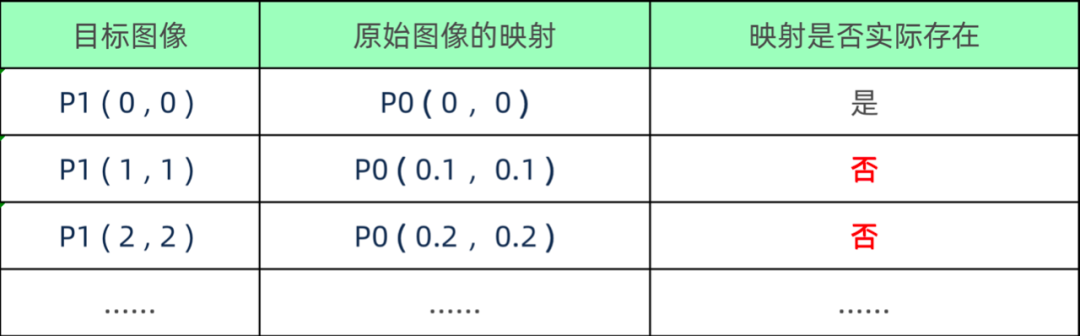 目标图像 原始图像的映射 映射是否实际存在
P1 ( 0 , 0 ) P0 ( 0 ， 0 ) 是
P1 ( 1 , 1 ) P0 ( 0.1 ， 0.1 ) 否
P1 ( 2 , 2 ) P0 ( 0.2 ， 0.2 ) 否
…… …… ……